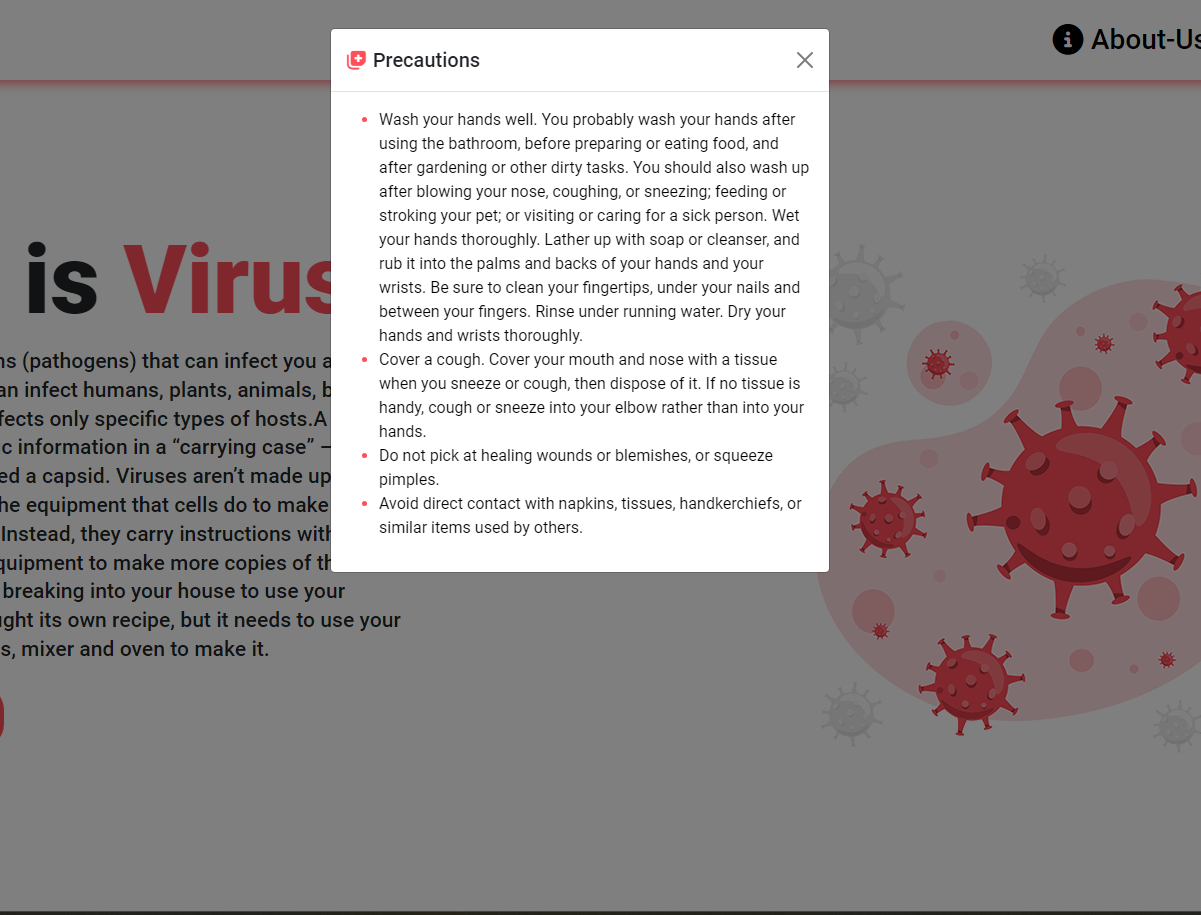 About-Us
Precautions
Wash your hands well. You probably wash your hands after
using the bathroom, before preparing or eating food, and
after gardening or other dirty tasks. You should also wash up
after blowing your nose, coughing, or sneezing; feeding or
stroking your pet; or visiting or caring for a sick person. Wet
your hands thoroughly. Lather up with soap or cleanser, and
rub it into the palms and backs of your hands and your
wrists. Be sure to clean your fingertips, under your nails and
between your fingers. Rinse under running water. Dry your
hands and wrists thoroughly.
Cover a cough. Cover your mouth and nose with a tissue
when you sneeze or cough, then dispose of it. If no tissue is
handy, cough or sneeze into your elbow rather than into your
hands.
Do not pick at healing wounds or blemishes, or squeeze
pimples.
Avoid direct contact with napkins, tissues, handkerchiefs, or
similar items used by others.
is Virus
(pathogens) that can infect you
infect humans, plants, animals,
only specific types of hosts.A
information in a “carrying case” –
a capsid. Viruses aren’t made up
equipment that cells do to make
Instead, they carry instructions
to make more copies of
breaking into your house to use your
its own recipe, but it needs to use your
mixer and oven to make it.